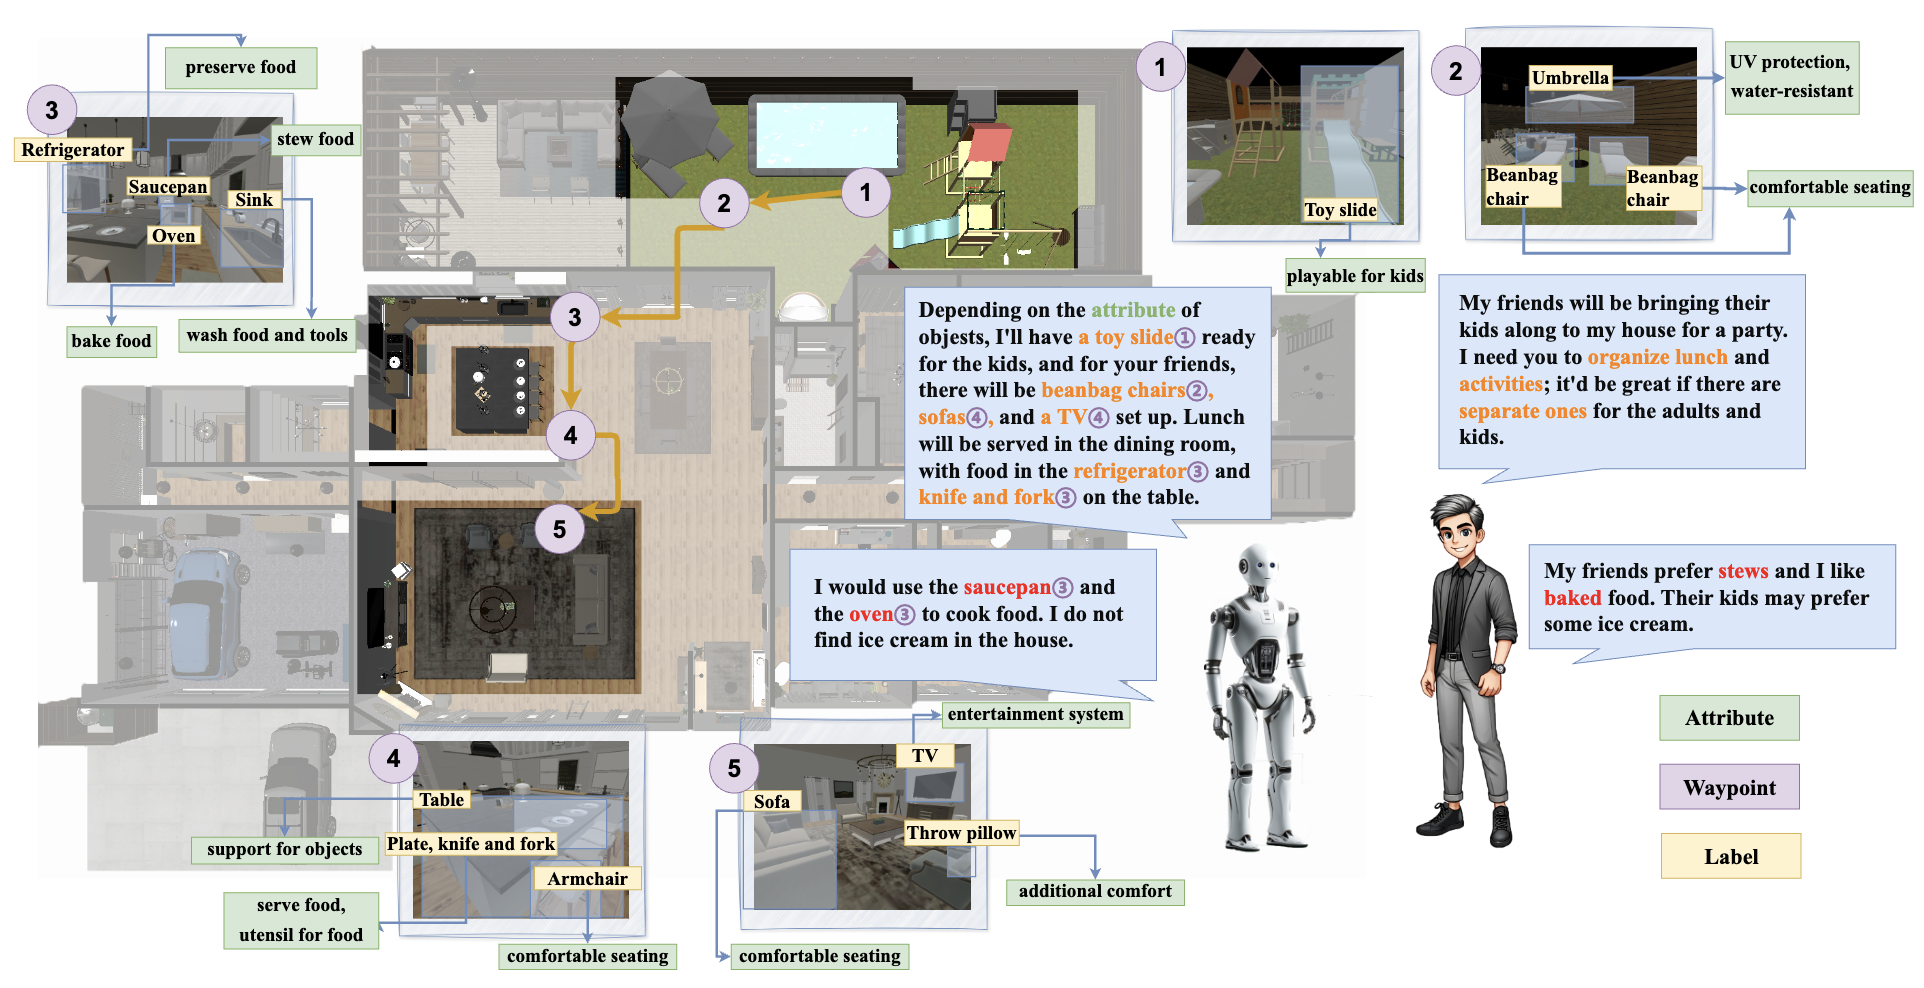 preserve food
3
Refrigerator
stew food
Saucepan
Sink
Oven
bake food
wash food and tools
1
2
3
4
5
1
Toy slide
playable for kids
2
Umbrella
UV protection,
water-resistant
Beanbag
chair
Beanbag
chair
comfortable seating
Depending on the attribute of
objests, I'll have a toy slide① ready
for the kids, and for your friends,
there will be beanbag chairs②,
sofas④, and a TV④ set up. Lunch
will be served in the dining room,
with food in the refrigerator③ and
knife and fork③ on the table.
My friends will be bringing their
kids along to my house for a party.
I need you to organize lunch and
activities; it'd be great if there are
separate ones for the adults and
kids.
I would use the saucepan③ and
the oven③ to cook food. I do not
find ice cream in the house.
My friends prefer stews and I like
baked food. Their kids may prefer
some ice cream.
4
Table
support for objects
Plate, knife and fork
Armchair
serve food,
utensil for food
comfortable seating
5
entertainment system
TV
Sofa
Throw pillow
additional comfort
comfortable seating
Attribute
Waypoint
Label